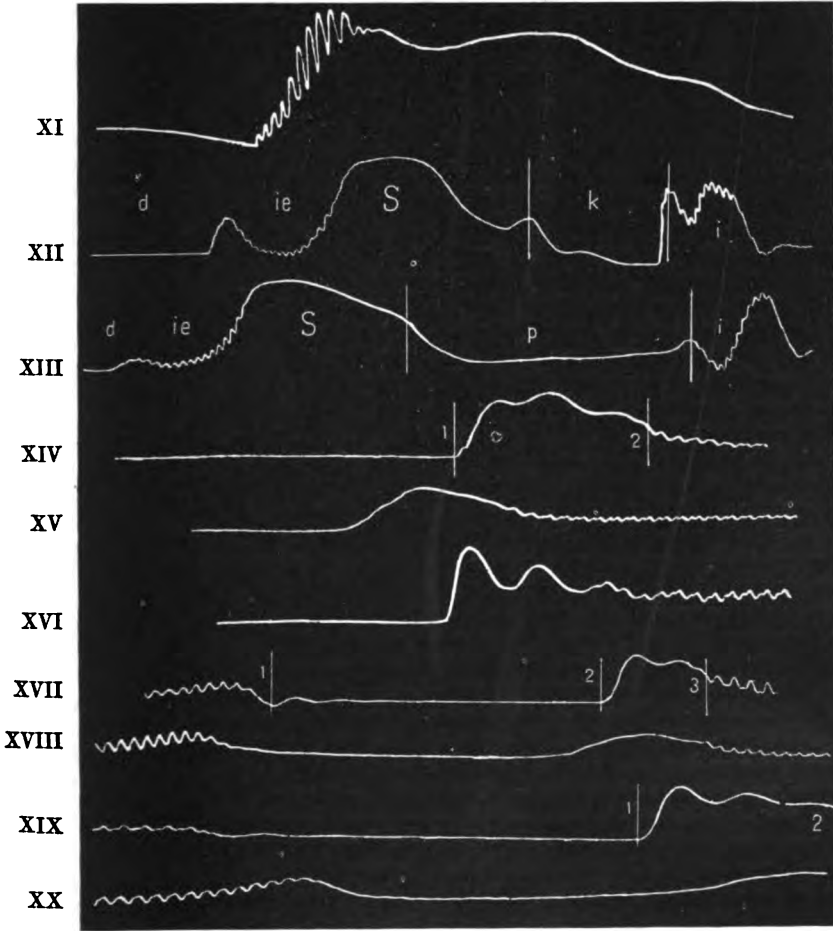 XI
XII d ie S k i
XIII d ie S p i
XIV 1 2
XV
XVI
XVII 1 2 3
XVIII
XIX 1 2
XX